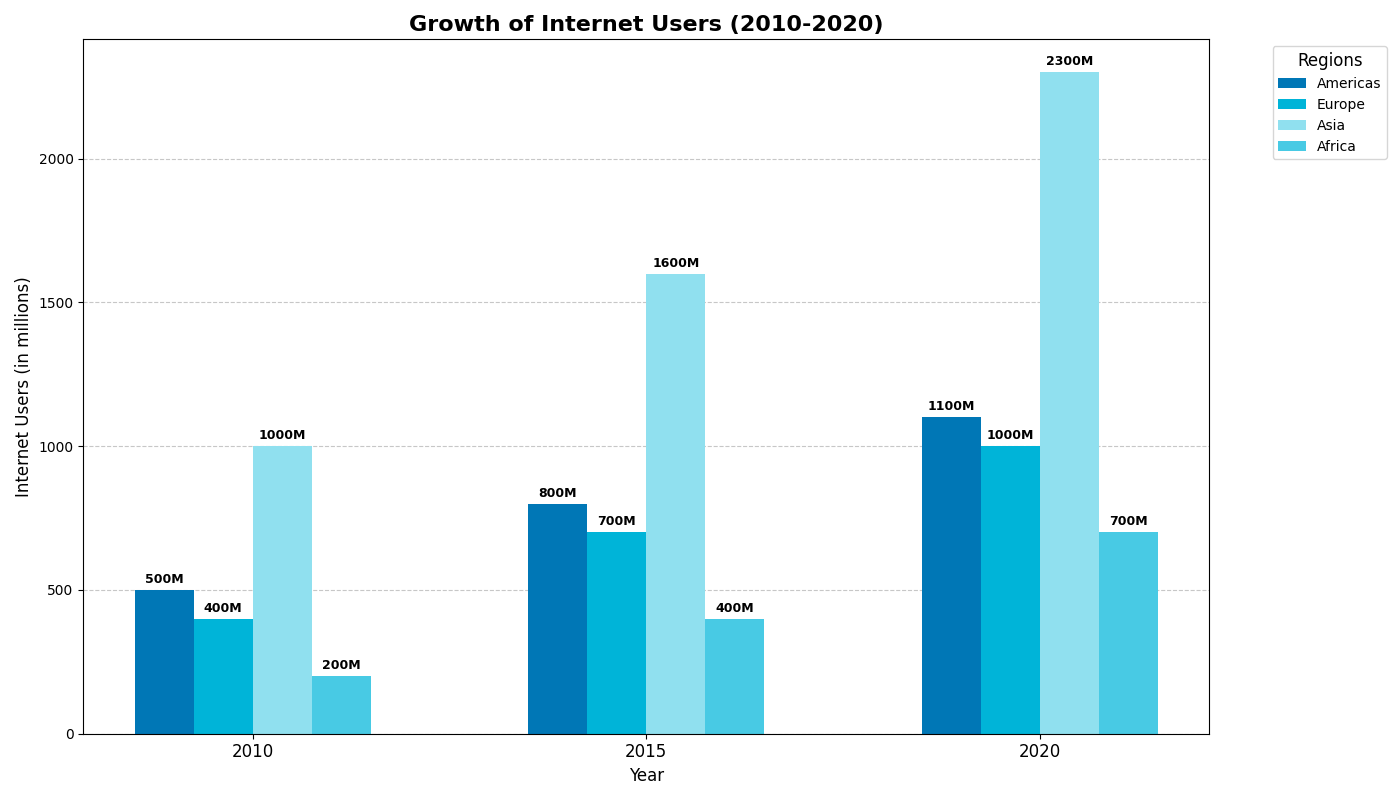 Growth of Internet Users (2010-2020)
Regions
Americas
Europe
Asia
Africa
Internet Users (in millions)
2000
1500
1000
500
0
500M
400M
1000M
200M
800M
700M
1600M
400M
1100M
1000M
2300M
700M
2010
2015
2020
Year